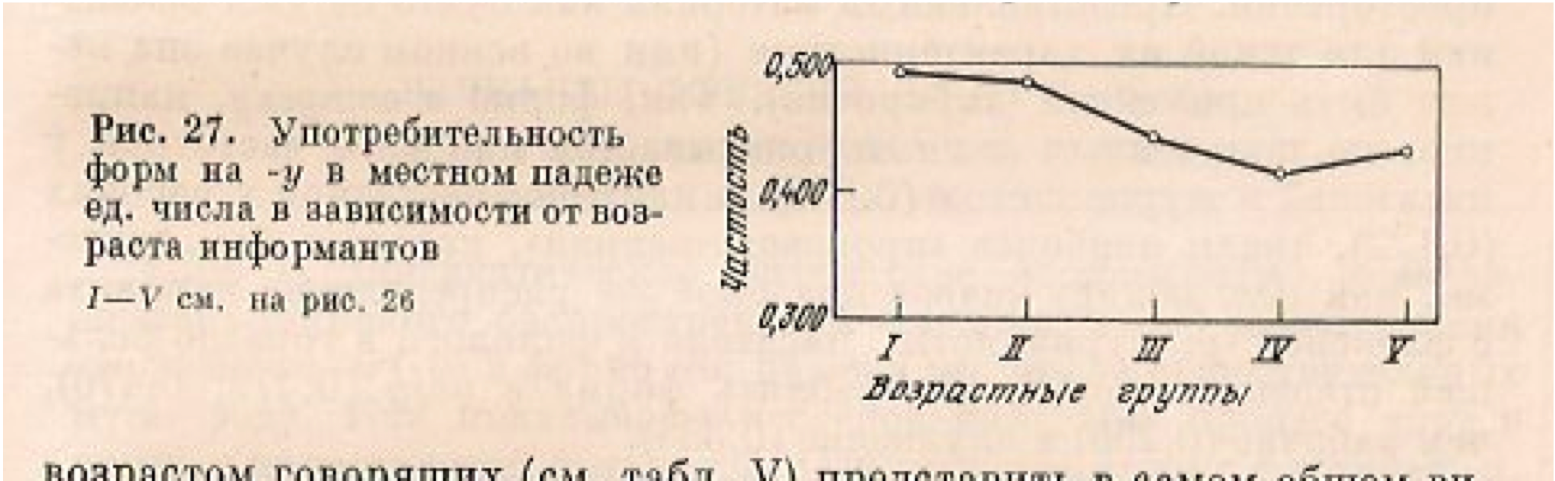 Рис. 27. Употребительность
форм на -у в местном падеже
ед. числа в зависимости от воз-
раста информантов
I—V см. на рис. 26
Частость
0,500
0,400
0,300
I II III IV V
Возрастные группы
возрастом говорящих (см. табл. V) представить в самом общем ви-